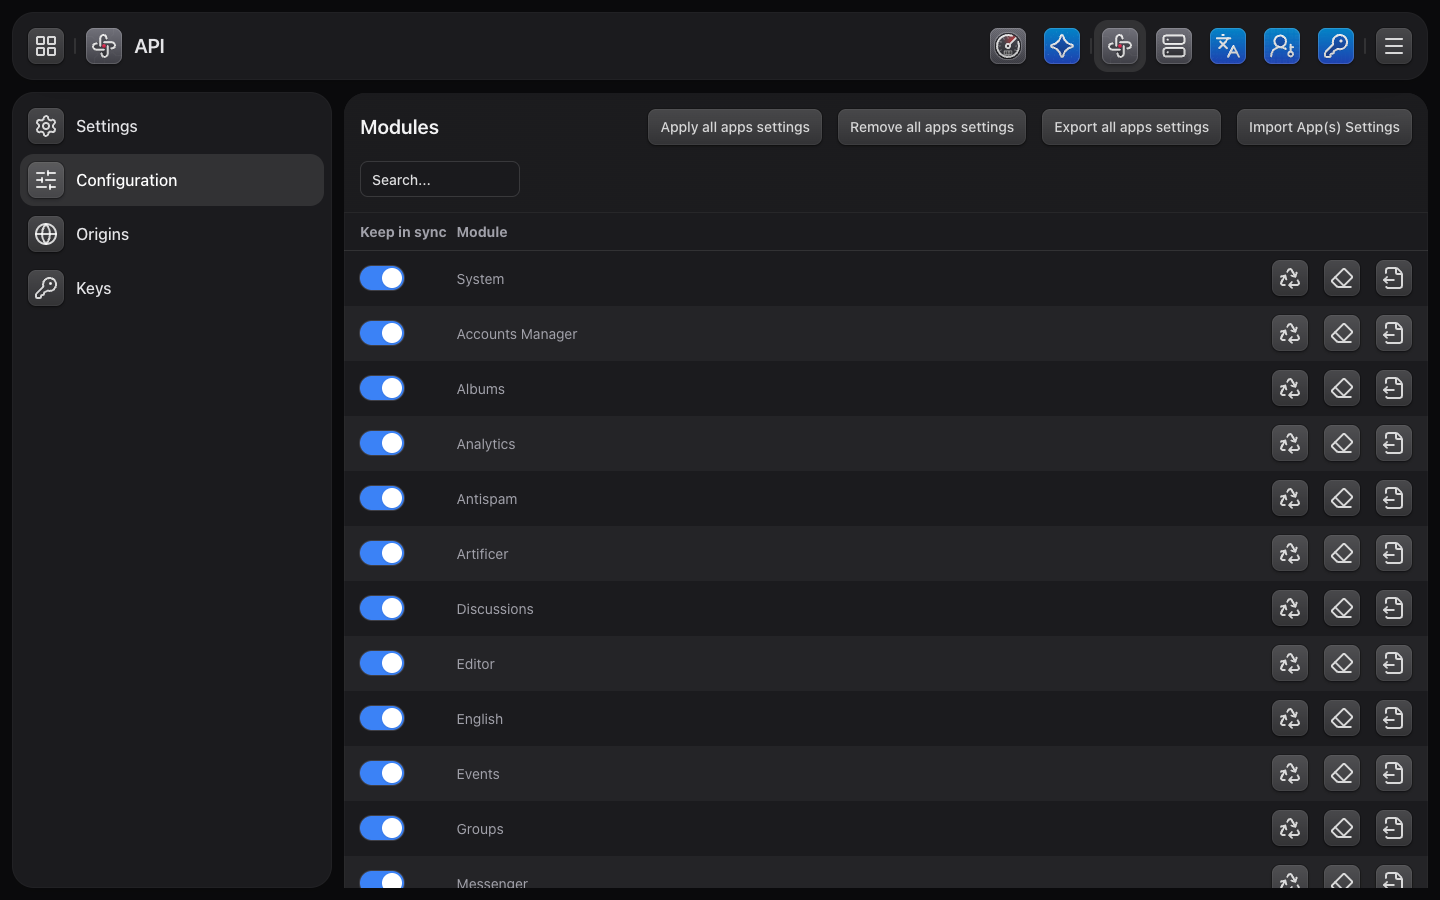 API
Settings
Configuration
Origins
Keys
Modules
Apply all apps settings
Remove all apps settings
Export all apps settings
Import App(s) Settings
Search...
Keep in sync Module
System
Accounts Manager
Albums
Analytics
Antispam
Artificer
Discussions
Editor
English
Events
Groups
Messenger